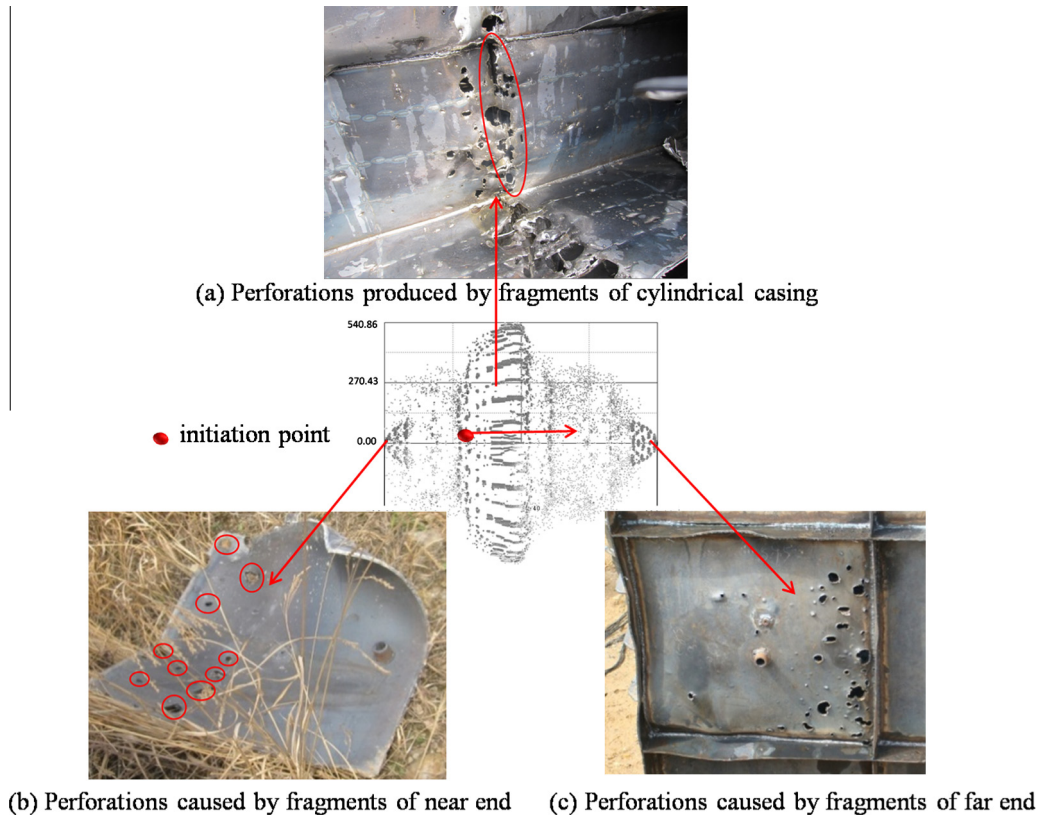 (a) Perforations produced by fragments of cylindrical casing
540.86
270.43
0.00
initiation point
(b) Perforations caused by fragments of near end
(c) Perforations caused by fragments of far end